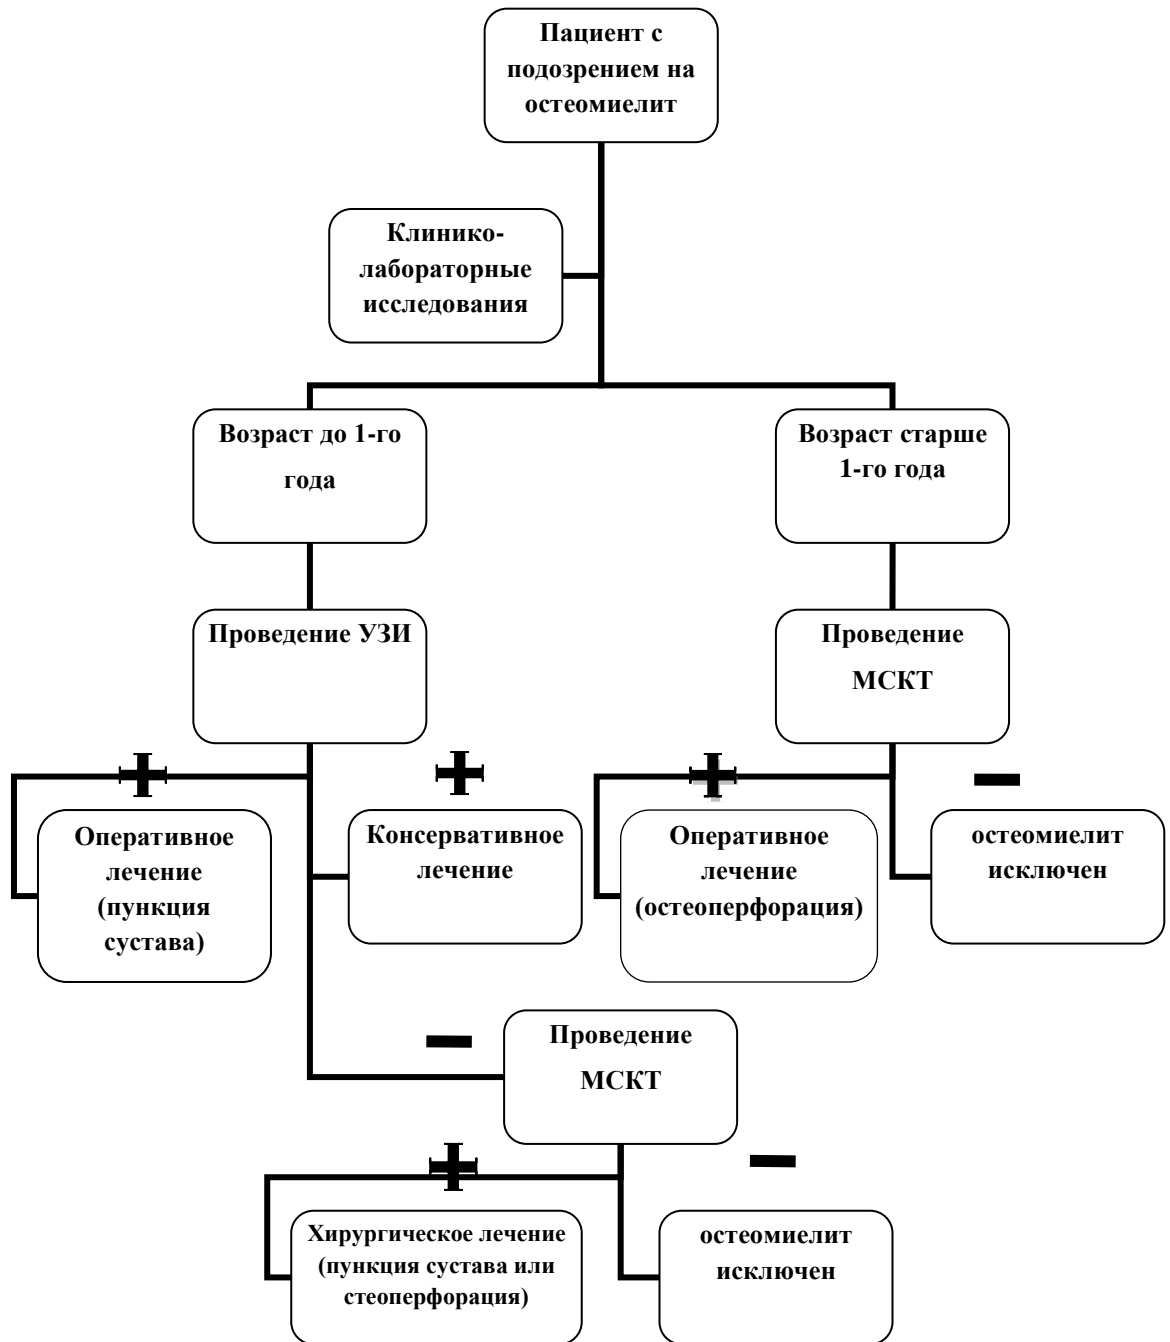 Пациент с
подозрением на
остеомиелит
Клинико-
лабораторные
исследования
Возраст до 1-го
года
Возраст старше
1-го года
Проведение УЗИ
Проведение
МСКТ
Оперативное
лечение
(пункция
сустава)
Консервативное
лечение
Оперативное
лечение
(остеоперфорация)
остеомиелит
исключен
Проведение
МСКТ
Хирургическое лечение
(пункция сустава или
стеоперфорация)
остеомиелит
исключен